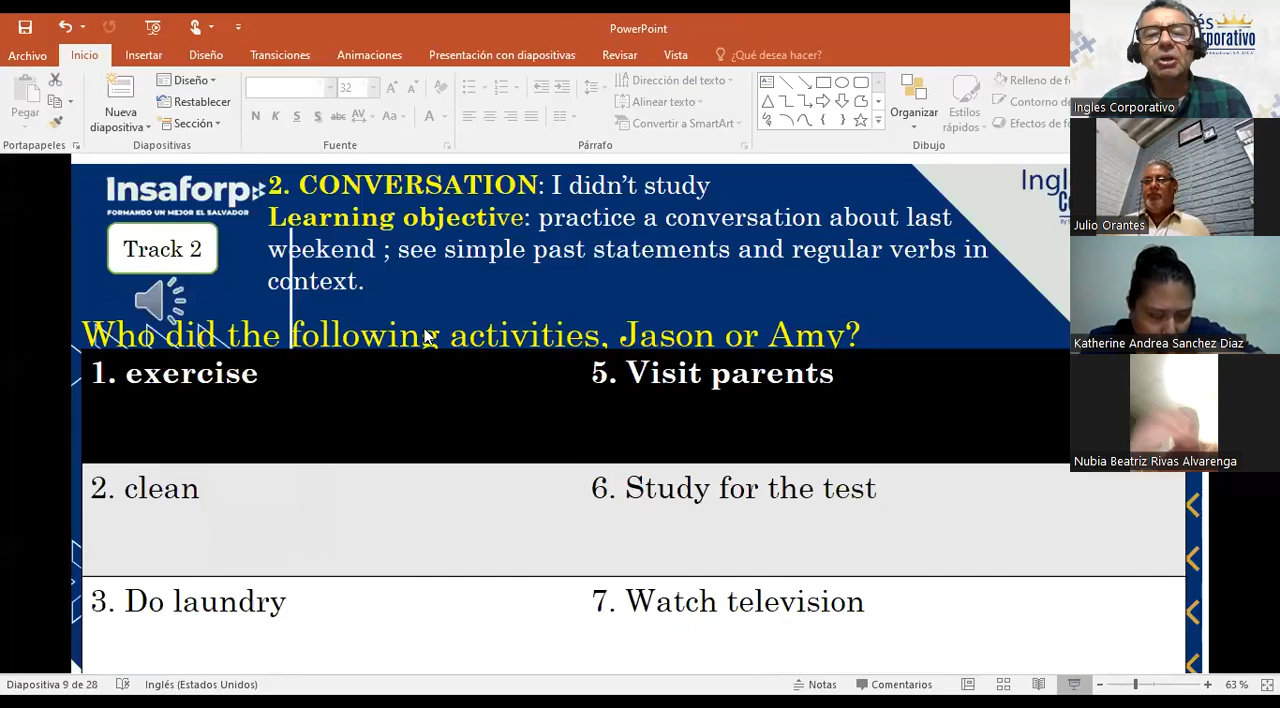 PowerPoint
Archivo Inicio Insertar Diseño Transiciones Animaciones Presentación con diapositivas Revisar Vista ¿Qué desea hacer?
Pegar
Nueva diapositiva
Diseño
Restablecer
Sección
32
N K S S abc AV Aa A
Dirección del texto
Alinear texto
Convertir a SmartArt
Organizar
Estilos rápidos
Relleno de f
Contorno de
Efectos de f
Portapapeles Diapositivas Fuente Párrafo Dibujo
Insaforp
FORMANDO UN MEJOR EL SALVADOR
Track 2
2. CONVERSATION: I didn't study
Learning objective: practice a conversation about last
weekend ; see simple past statements and regular verbs in
context.
Who did the following activities, Jason or Amy?
1. exercise 5. Visit parents
2. clean 6. Study for the test
3. Do laundry 7. Watch television
Ingles Corporativo
Julio Orantes
Katherine Andrea Sanchez Diaz
Nubia Beatriz Rivas Alvarenga
Diapositiva 9 de 28 Inglés (Estados Unidos) Notas Comentarios 63 %